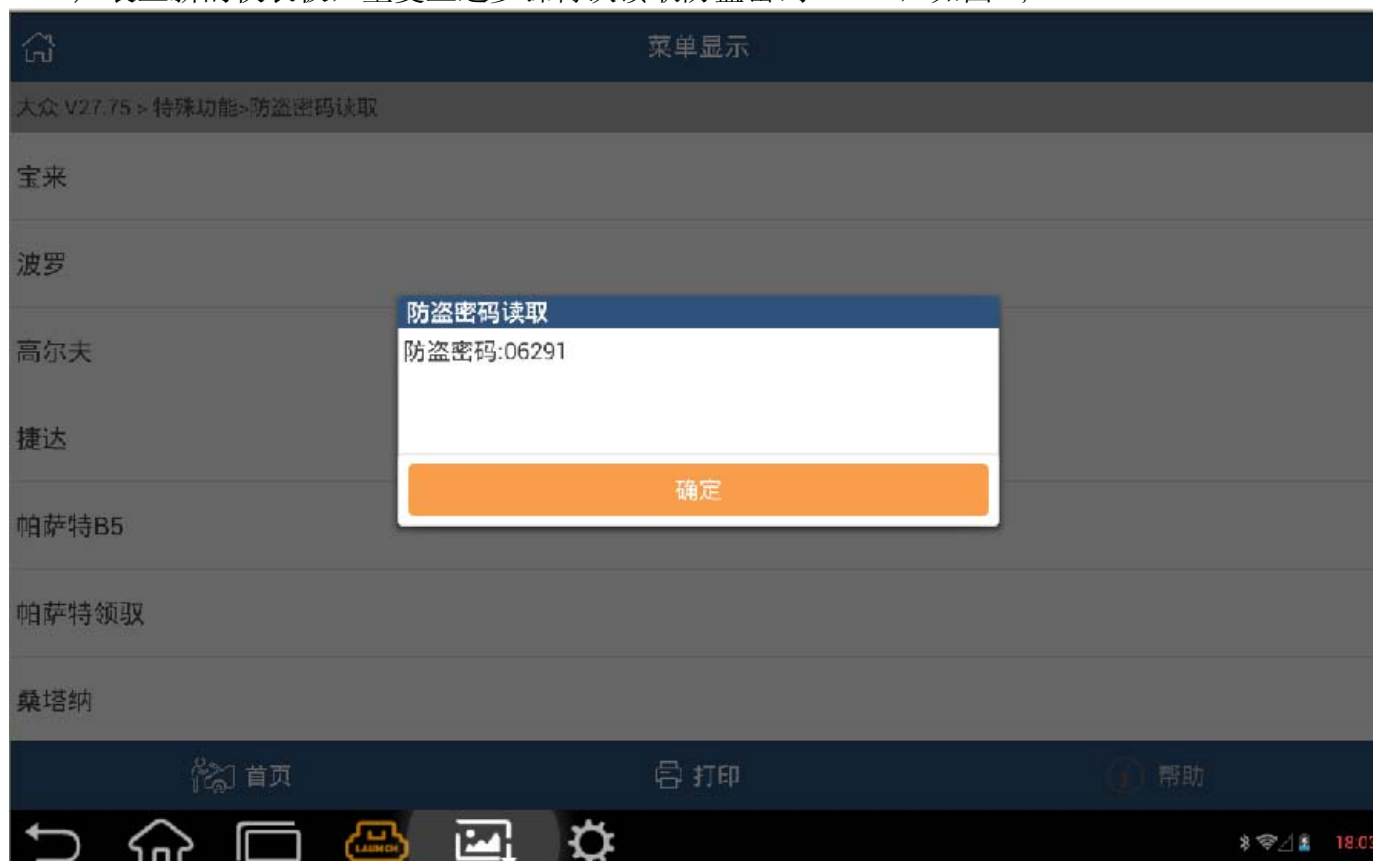 菜单显示
大众 V27.75 > 特殊功能>防盗密码读取
宝来
波罗
高尔夫
捷达
帕萨特B5
帕萨特领驭
桑塔纳
防盗密码读取
防盗密码:06291
确定
首页
打印
帮助
LAUNCH
18:03